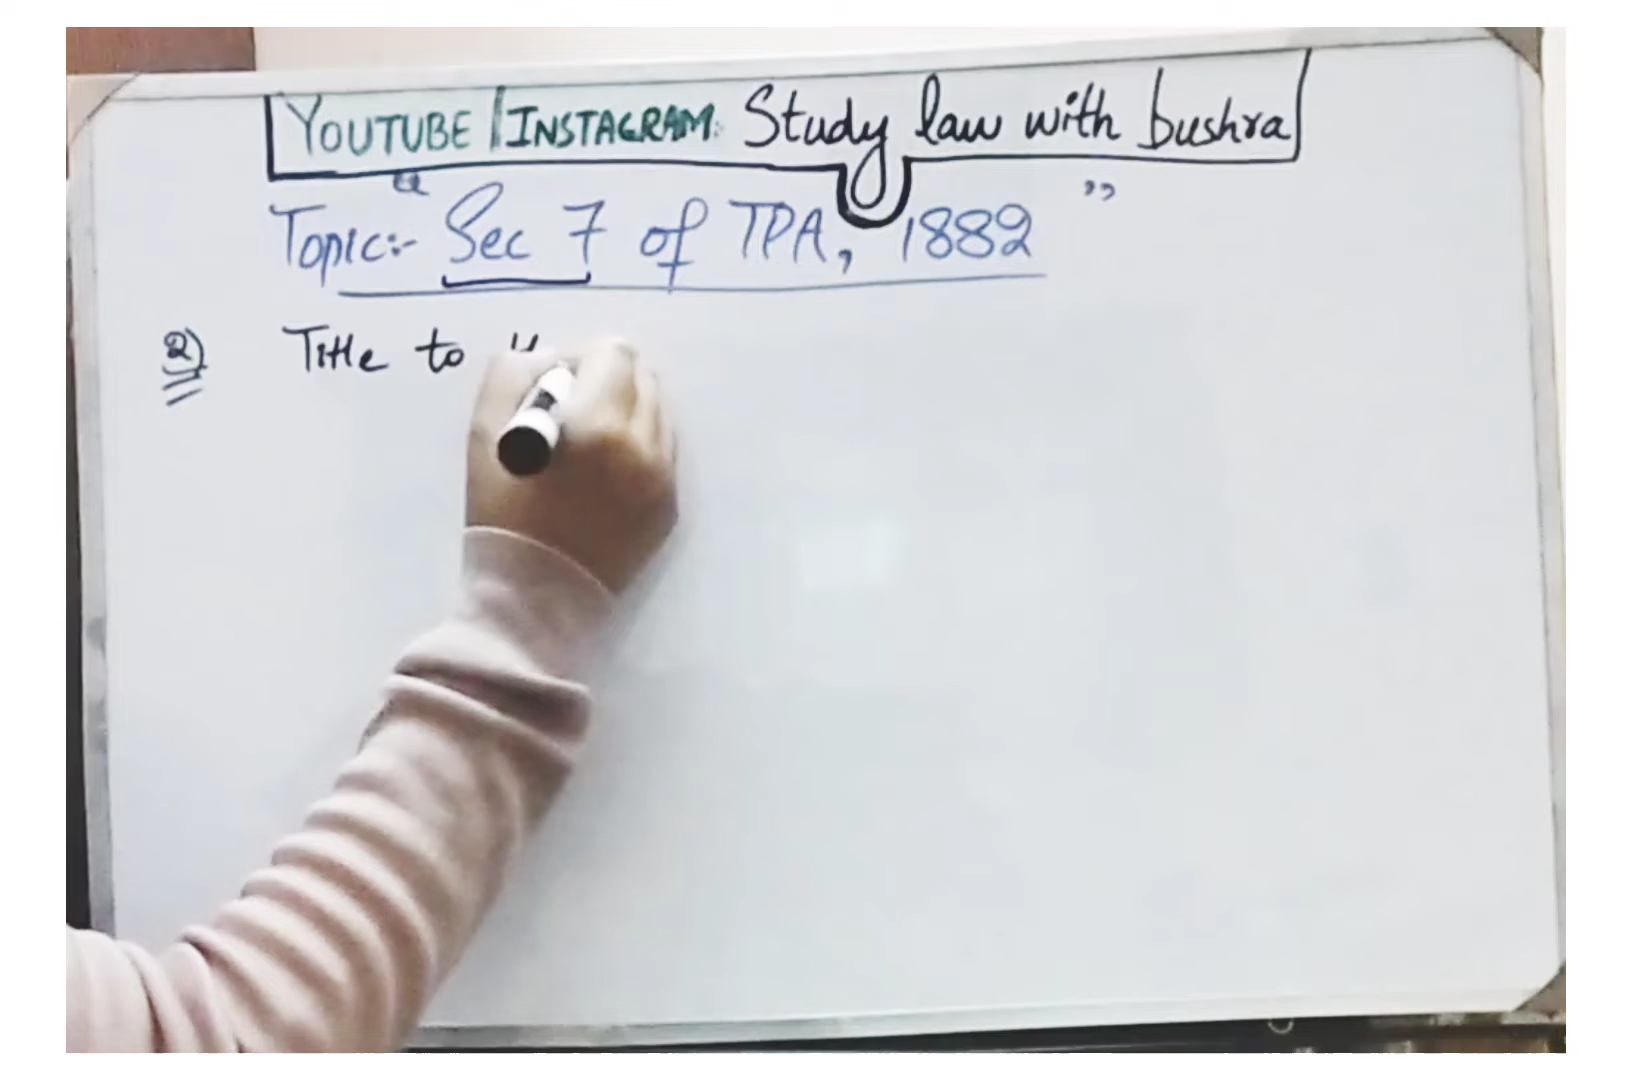 YOUTUBE | INSTAGRAM: Study law with bushra
Topic:- "Sec 7 of TPA, 1882"
2) Title to